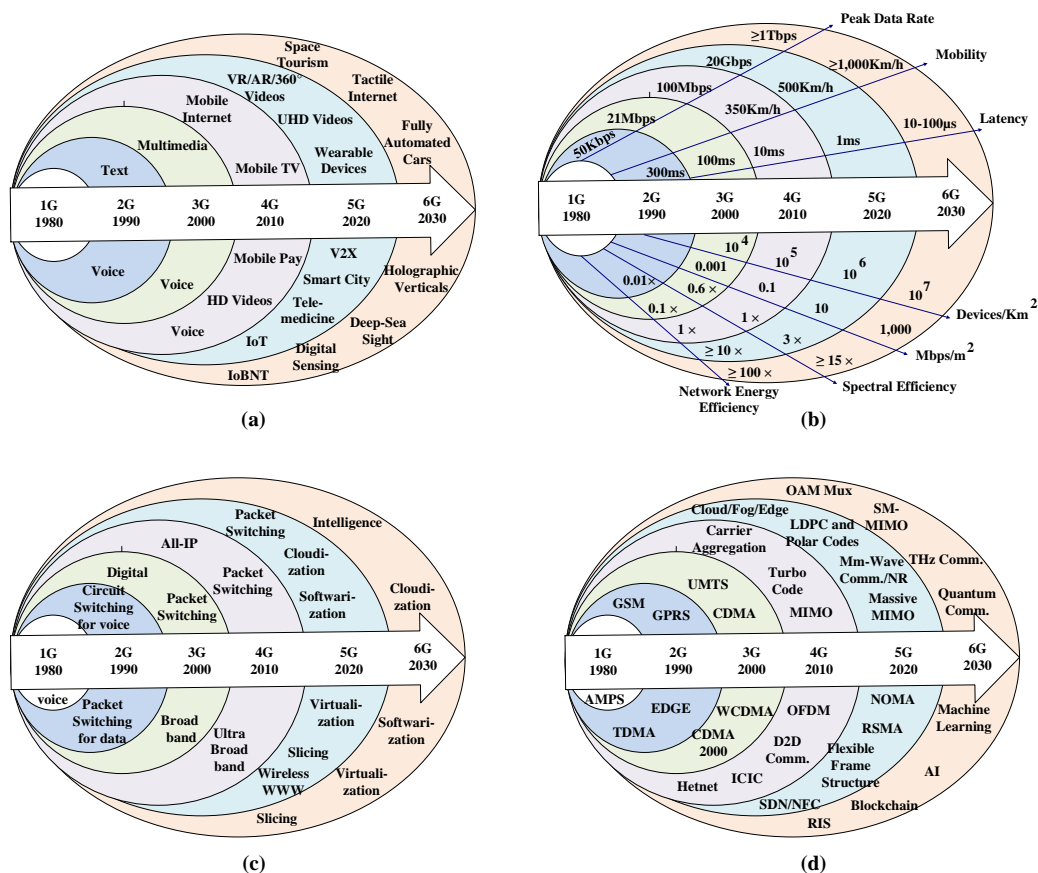 Space
Tourism
Tactile
Internet
VR/AR/360°
Videos
Mobile
Internet
UHD Videos
Fully
Automated
Cars
Multimedia
Wearable
Devices
Text
Mobile TV
1G
1980
2G
1990
3G
2000
4G
2010
5G
2020
6G
2030
Voice
Voice
Mobile Pay
V2X
Holographic
Verticals
Smart City
HD Videos
Tele-
medicine
Deep-Sea
Sight
Voice
IoT
Digital
Sensing
IoBNT
(a)
Peak Data Rate
≥1Tbps
Mobility
≥1,000Km/h
20Gbps
500Km/h
100Mbps
350Km/h
Latency
21Mbps
10-100μs
50Kbps
1ms
10ms
100ms
300ms
1G
1980
2G
1990
3G
2000
4G
2010
5G
2020
6G
2030
10^4
10^5
10^6
10^7
Devices/Km^2
0.01×
0.001
0.1
10
1,000
Mbps/m^2
0.1 ×
0.6 ×
1 ×
1 ×
3 ×
≥ 10 ×
≥ 15 ×
≥ 100 ×
Network Energy
Efficiency
Spectral Efficiency
(b)
Packet
Switching
Intelligence
All-IP
Cloudi-
zation
Digital
Packet
Switching
Circuit
Switching
for voice
Packet
Switching
Softwari-
zation
Cloudi-
zation
1G
1980
2G
1990
3G
2000
4G
2010
5G
2020
6G
2030
voice
Packet
Switching
for data
Broad
band
Ultra
Broad
band
Virtuali-
zation
Softwari-
zation
Slicing
Wireless
WWW
Virtuali-
zation
Slicing
(c)
OAM Mux
Cloud/Fog/Edge
SM-
MIMO
LDPC and
Polar Codes
Carrier
Aggregation
THz Comm.
Mm-Wave
Comm./NR
UMTS
Turbo
Code
GSM
GPRS
CDMA
MIMO
Massive
MIMO
Quantum
Comm.
1G
1980
2G
1990
3G
2000
4G
2010
5G
2020
6G
2030
AMPS
EDGE
WCDMA
OFDM
NOMA
Machine
Learning
TDMA
CDMA
2000
D2D
Comm.
RSMA
Flexible
Frame
Structure
Hetnet
ICIC
AI
SDN/NFC
Blockchain
RIS
(d)